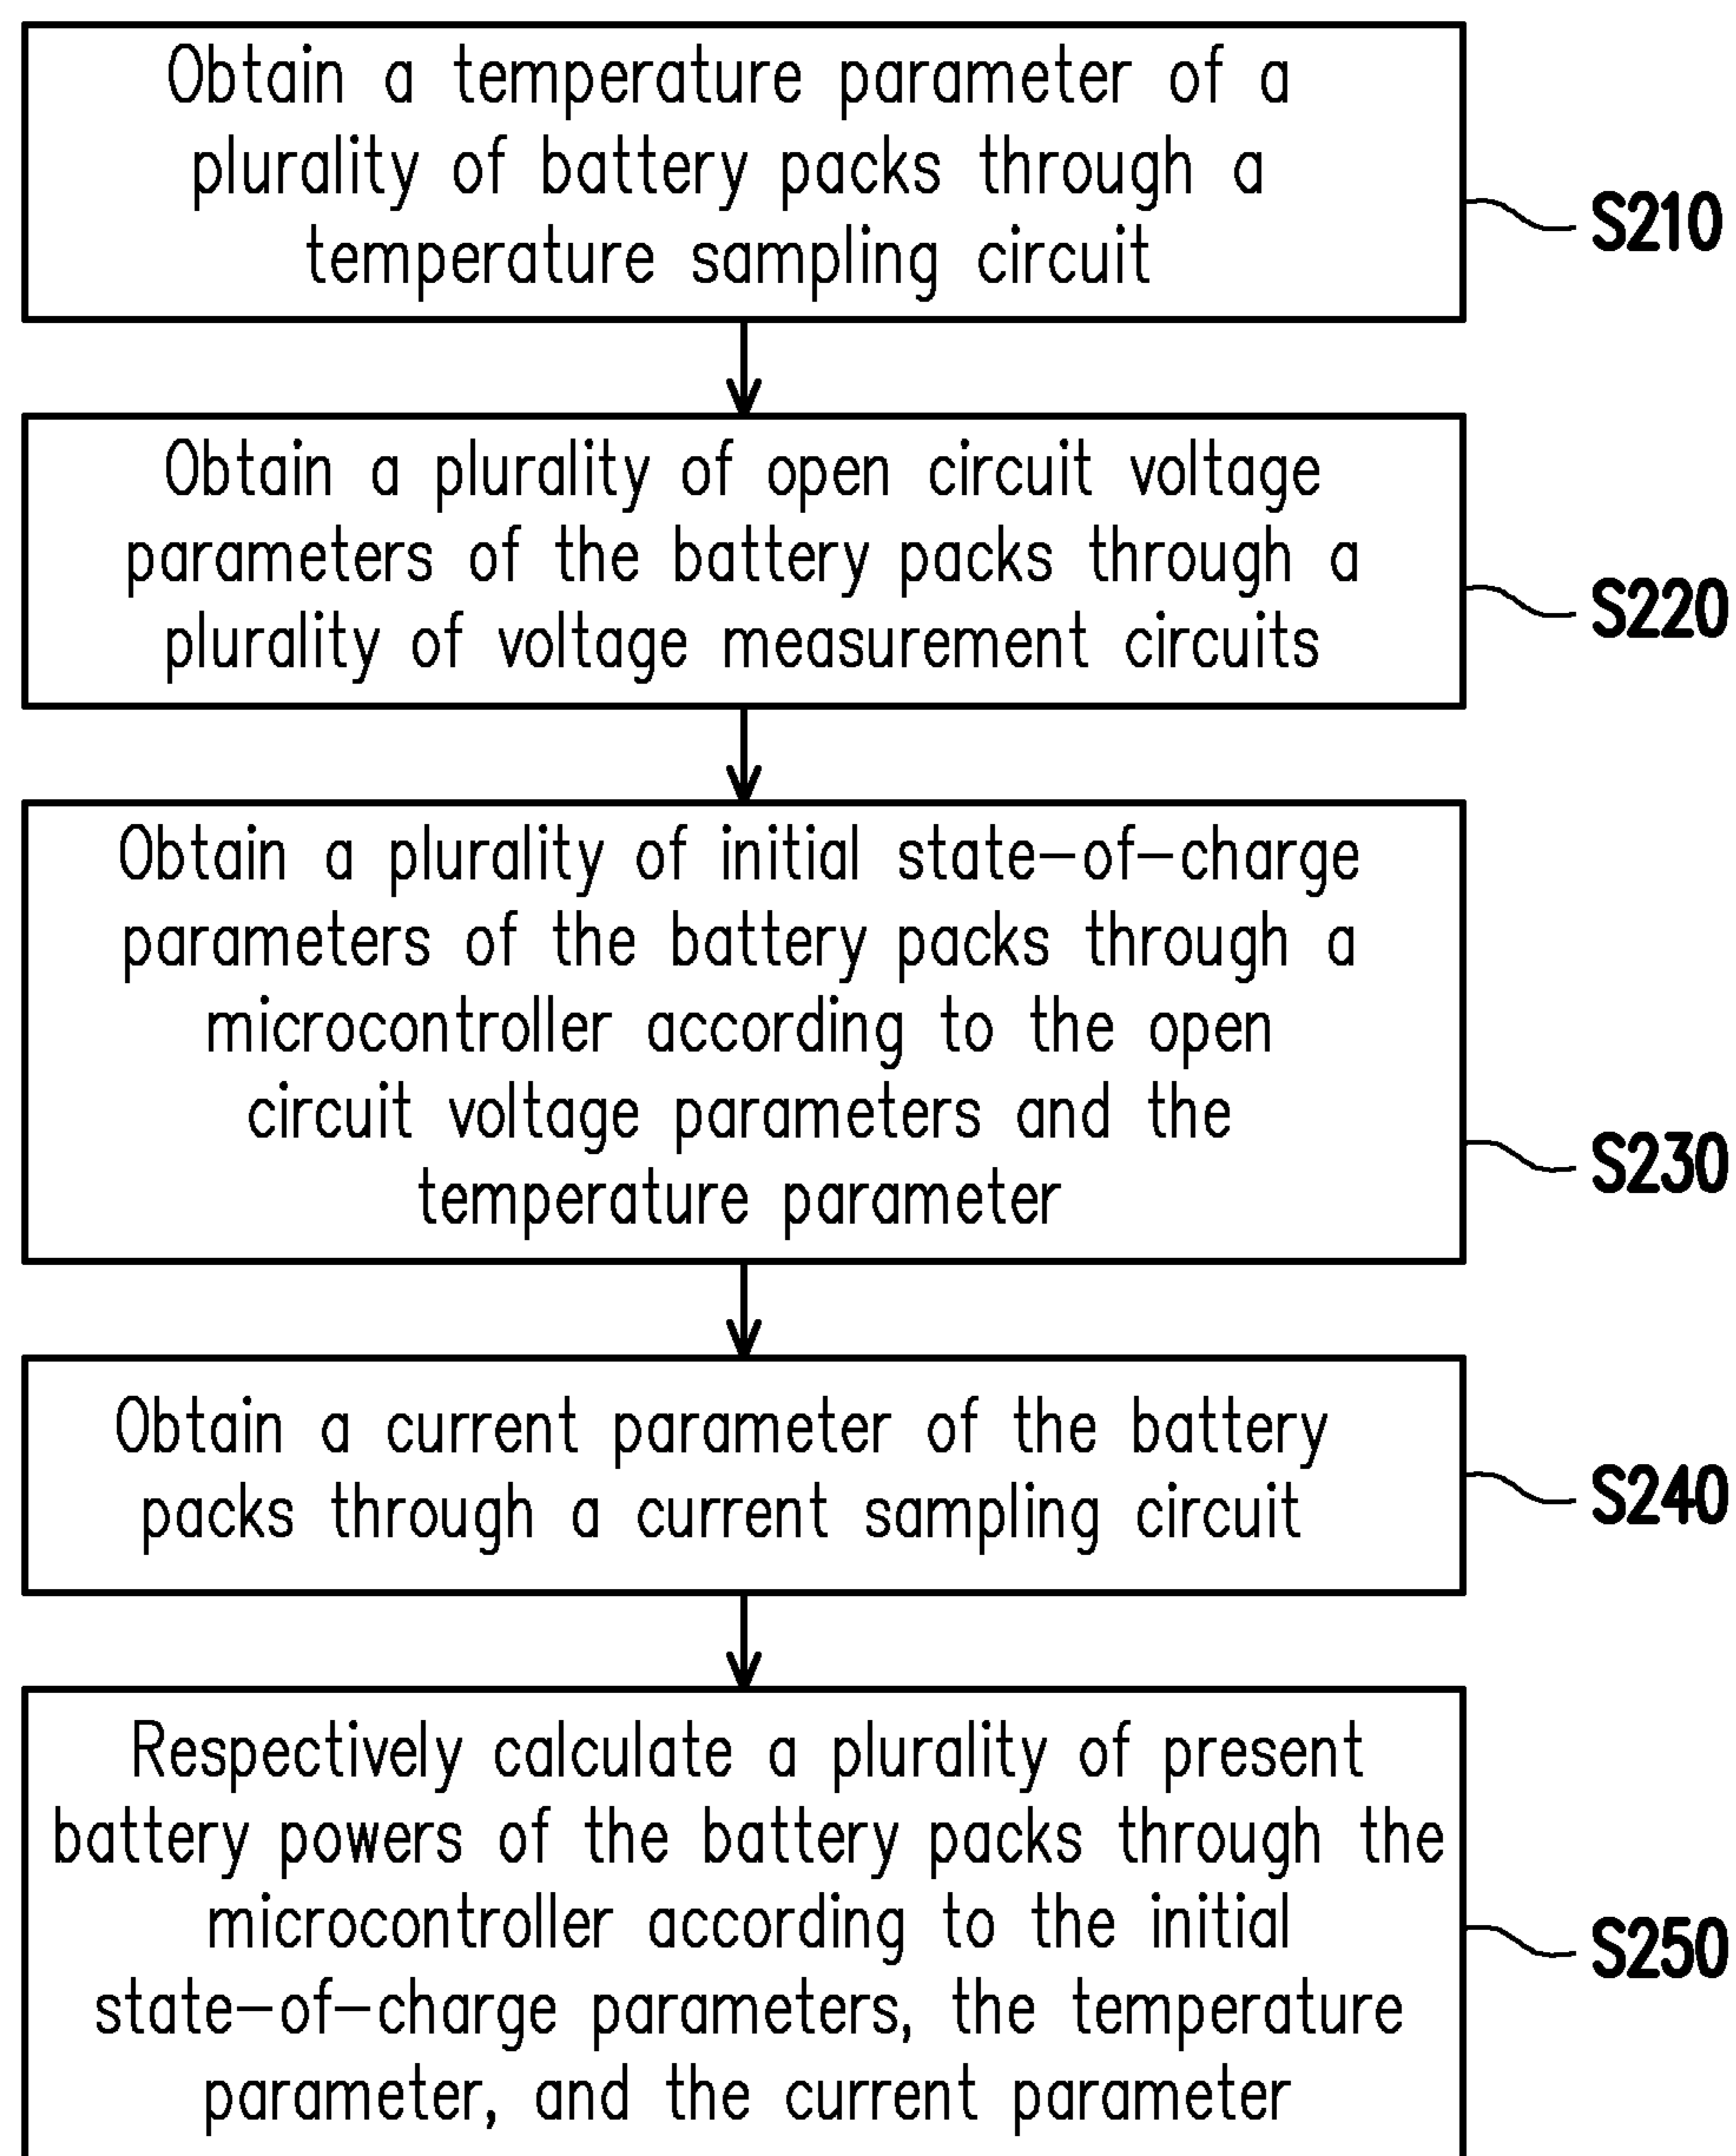 Obtain a temperature parameter of a
plurality of battery packs through a
temperature sampling circuit
S210
Obtain a plurality of open circuit voltage
parameters of the battery packs through a
plurality of voltage measurement circuits
S220
Obtain a plurality of initial state-of-charge
parameters of the battery packs through a
microcontroller according to the open
circuit voltage parameters and the
temperature parameter
S230
Obtain a current parameter of the battery
packs through a current sampling circuit
S240
Respectively calculate a plurality of present
battery powers of the battery packs through the
microcontroller according to the initial
state-of-charge parameters, the temperature
parameter, and the current parameter
S250